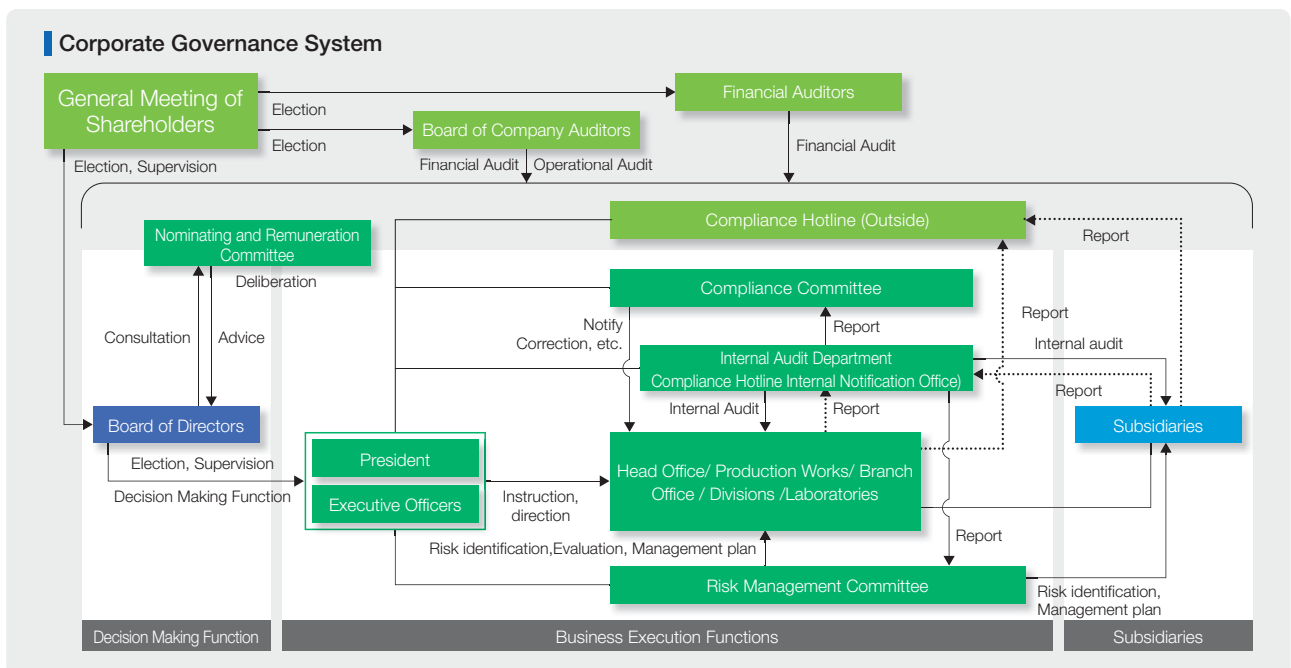 Corporate Governance System
General Meeting of
Shareholders
Election
Financial Auditors
Election
Board of Company Auditors
Election, Supervision
Financial Audit
Operational Audit
Financial Audit
Compliance Hotline (Outside)
Report
Nominating and Remuneration
Committee
Deliberation
Compliance Committee
Consultation
Advice
Notify
Correction, etc.
Report
Report
Internal Audit Department
Compliance Hotline Internal Notification Office)
Internal audit
Report
Internal Audit
Report
Board of Directors
Subsidiaries
Election, Supervision
Decision Making Function
President
Executive Officers
Instruction,
direction
Head Office/ Production Works/ Branch
Office / Divisions /Laboratories
Report
Risk identification,Evaluation, Management plan
Risk Management Committee
Risk identification,
Management plan
Decision Making Function
Business Execution Functions
Subsidiaries